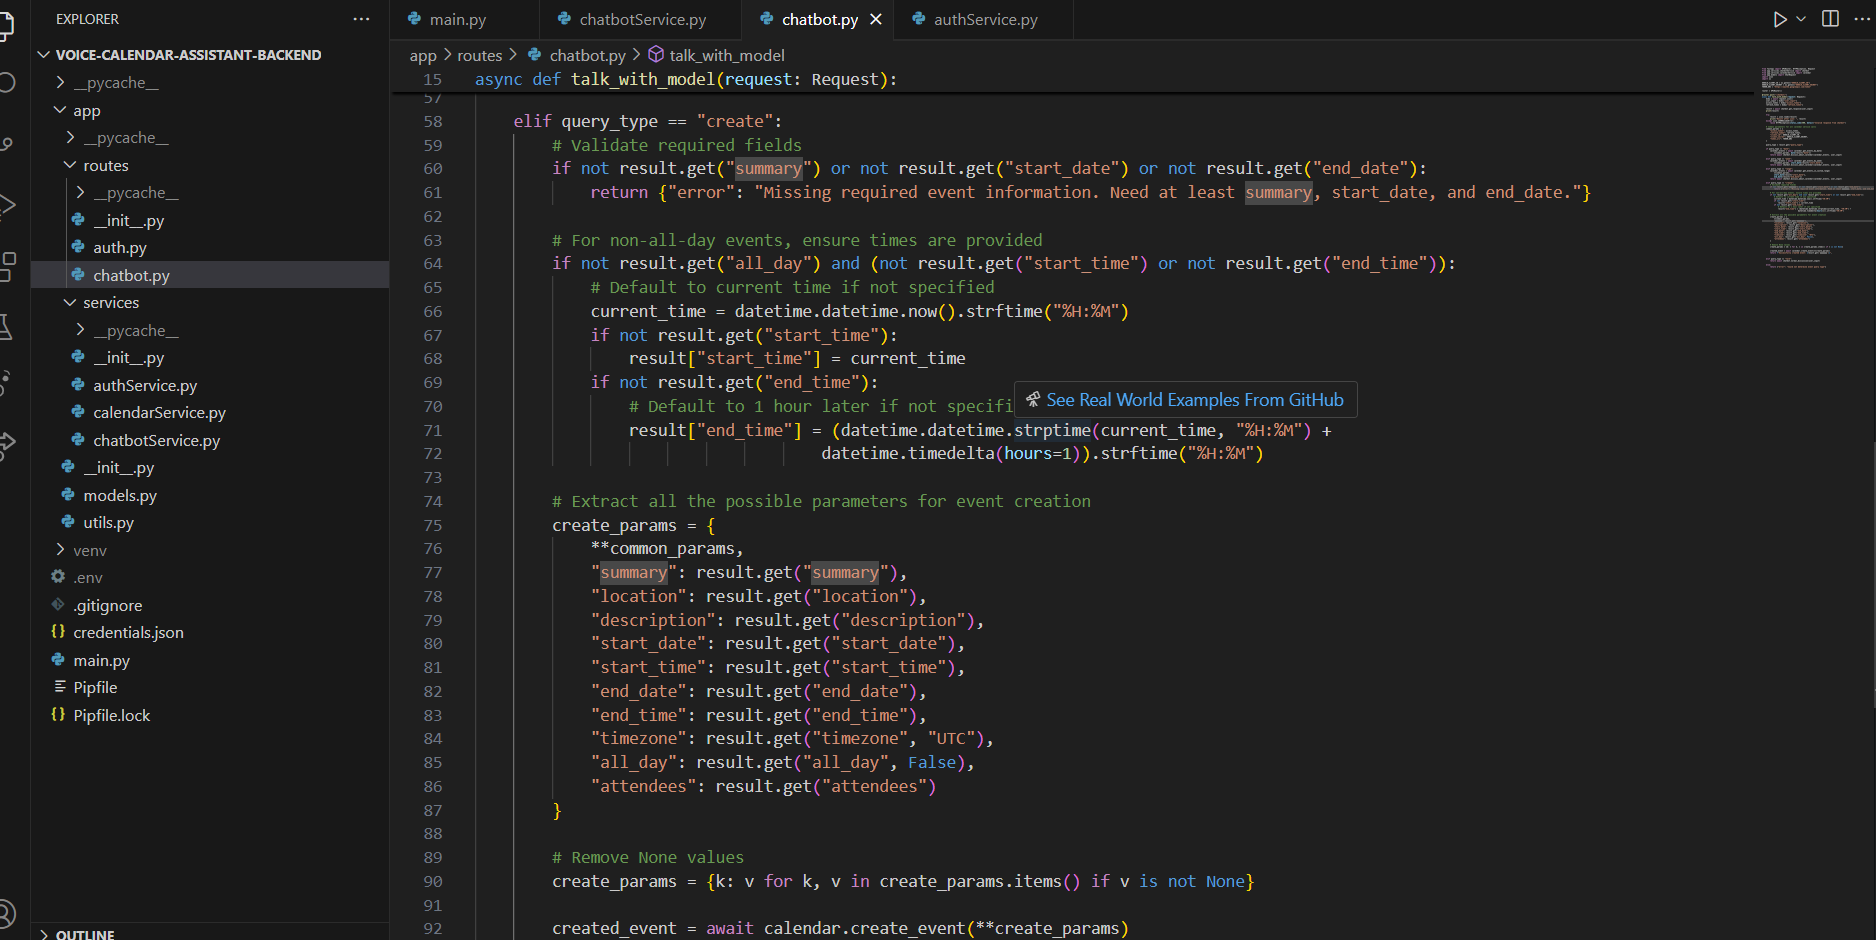 EXPLORER
VOICE-CALENDAR-ASSISTANT-BACKEND
__pycache__
app
__pycache__
routes
__pycache__
__init__.py
auth.py
chatbot.py
services
__pycache__
__init__.py
authService.py
calendarService.py
chatbotService.py
__init__.py
models.py
utils.py
venv
.env
.gitignore
credentials.json
main.py
Pipfile
Pipfile.lock
OUTLINE
main.py
chatbotService.py
chatbot.py
authService.py
app > routes > chatbot.py > talk_with_model
15 async def talk_with_model(request: Request):
57
58 elif query_type == "create":
59 # Validate required fields
60 if not result.get("summary") or not result.get("start_date") or not result.get("end_date"):
61 return {"error": "Missing required event information. Need at least summary, start_date, and end_date."}
62
63 # For non-all-day events, ensure times are provided
64 if not result.get("all_day") and (not result.get("start_time") or not result.get("end_time")):
65 # Default to current time if not specified
66 current_time = datetime.datetime.now().strftime("%H:%M")
67 if not result.get("start_time"):
68 result["start_time"] = current_time
69 if not result.get("end_time"):
See Real World Examples From GitHub
70 # Default to 1 hour later if not specifi
71 result["end_time"] = (datetime.datetime.strptime(current_time, "%H:%M") +
72 datetime.timedelta(hours=1)).strftime("%H:%M")
73
74 # Extract all the possible parameters for event creation
75 create_params = {
76 **common_params,
77 "summary": result.get("summary"),
78 "location": result.get("location"),
79 "description": result.get("description"),
80 "start_date": result.get("start_date"),
81 "start_time": result.get("start_time"),
82 "end_date": result.get("end_date"),
83 "end_time": result.get("end_time"),
84 "timezone": result.get("timezone", "UTC"),
85 "all_day": result.get("all_day", False),
86 "attendees": result.get("attendees")
87 }
88
89 # Remove None values
90 create_params = {k: v for k, v in create_params.items() if v is not None}
91
92 created_event = await calendar.create_event(**create_params)